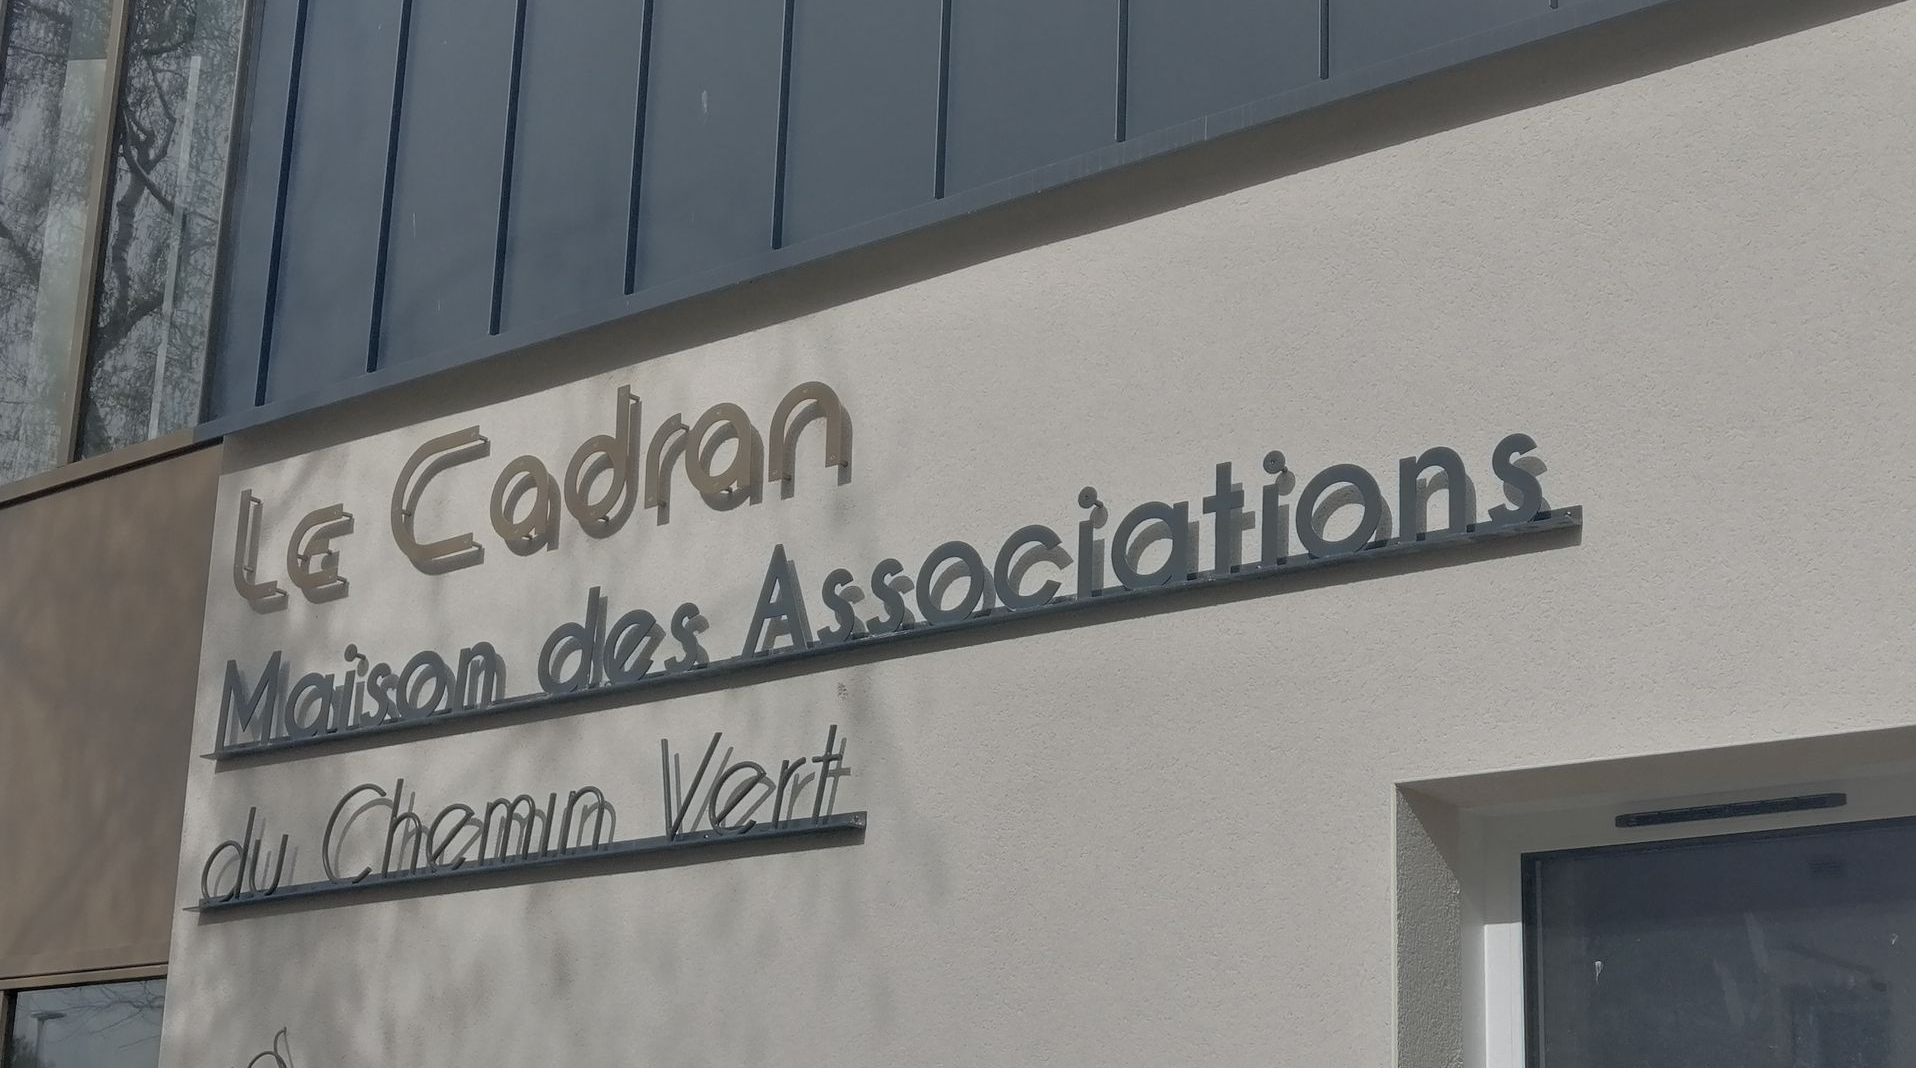 Le Cadran
Maison des Associations
du Chemin Vert